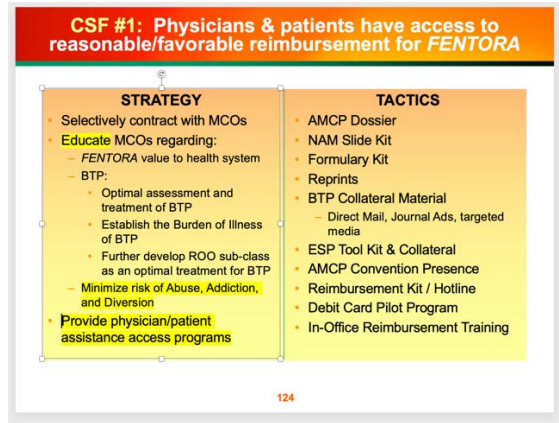 CSF #1: Physicians & patients have access to
reasonable/favorable reimbursement for FENTORA
STRATEGY
• Selectively contract with MCOs
• Educate MCOs regarding:
– FENTORA value to health system
– BTP:
• Optimal assessment and
treatment of BTP
• Establish the Burden of Illness
of BTP
• Further develop ROO sub-class
as an optimal treatment for BTP
– Minimize risk of Abuse, Addiction,
and Diversion
• Provide physician/patient
assistance access programs
TACTICS
• AMCP Dossier
• NAM Slide Kit
• Formulary Kit
• Reprints
• BTP Collateral Material
– Direct Mail, Journal Ads, targeted
media
• ESP Tool Kit & Collateral
• AMCP Convention Presence
• Reimbursement Kit / Hotline
• Debit Card Pilot Program
• In-Office Reimbursement Training
124